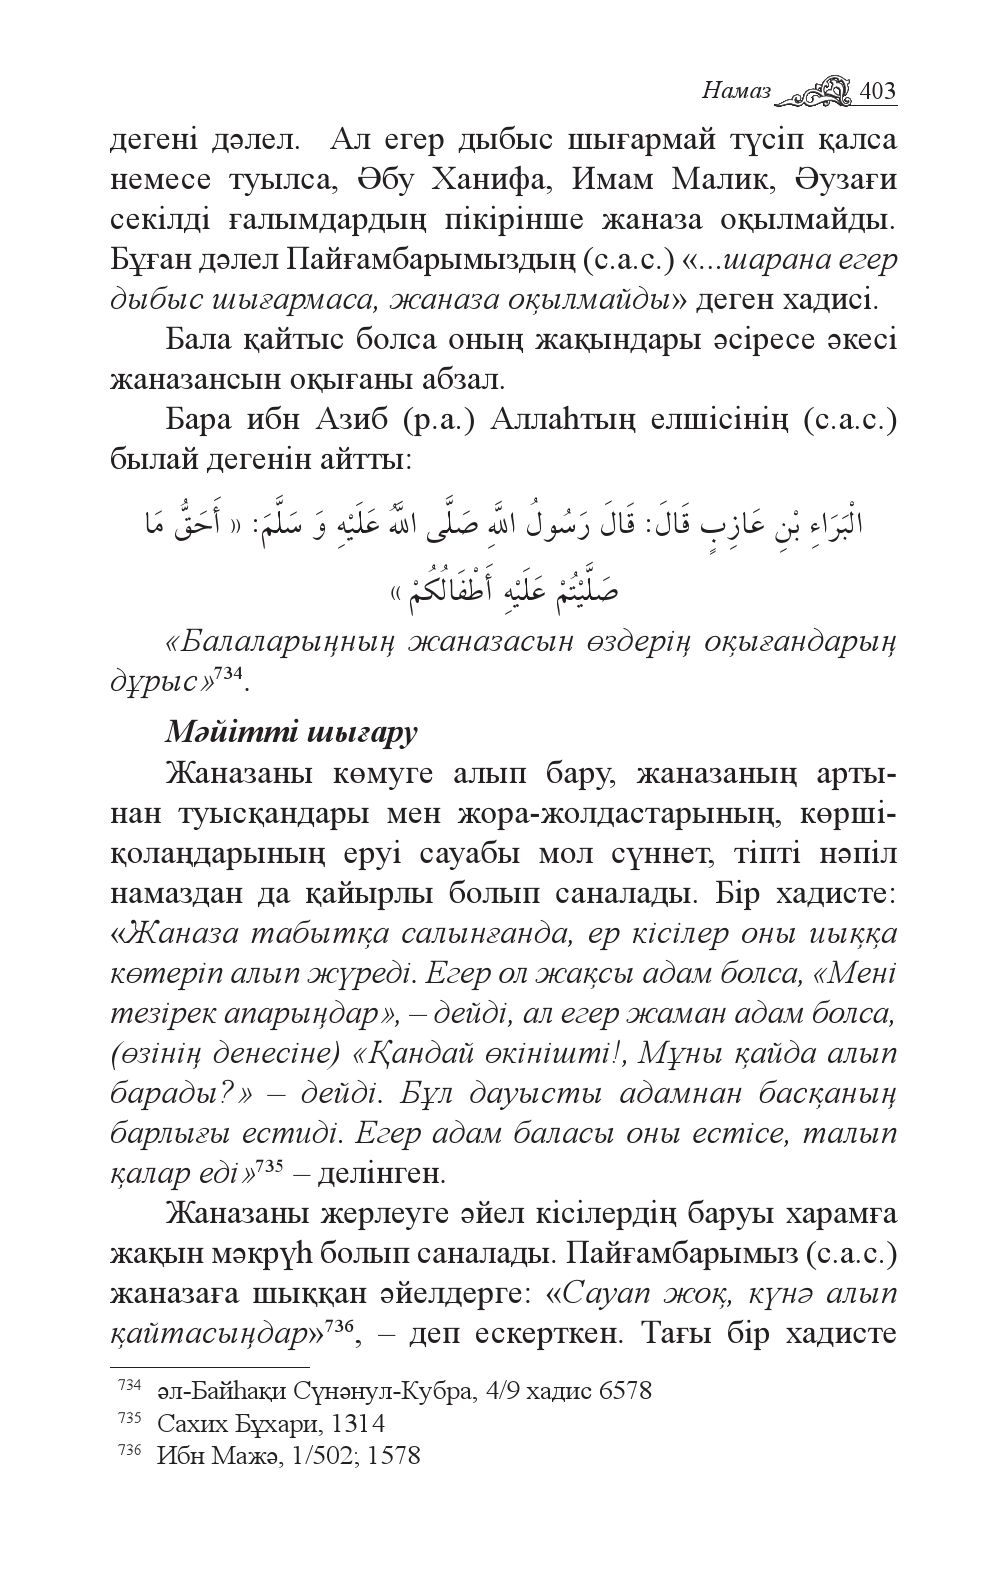 Намаз 403
дегені дәлел. Ал егер дыбыс шығармай түсіп қалса
немесе туылса, Әбу Ханифа, Имам Малик, Әузағи
секілді ғалымдардың пікірінше жаназа оқылмайды.
Бұған дәлел Пайғамбарымыздың (с.а.с.) «...шарана егер
дыбыс шығармаса, жаназа оқылмайды» деген хадисі.
Бала қайтыс болса оның жақындары әсіресе әкесі
жаназансын оқығаны абзал.
Бара ибн Азиб (р.а.) Аллаһтың елшісінің (с.а.с.)
былай дегенін айтты:
الْبَرَاءِ بْنِ عَازِبٍ قَالَ: قَالَ رَسُولُ اللَّهِ صَلَّى اللَّهُ عَلَيْهِ وَ سَلَّمَ: « أَحَقُّ مَا
صَلَّيْتُمْ عَلَيْهِ أَطْفَالُكُمْ »
«Балаларыңның жаназасын өздерің оқығандарың
дұрыс»⁷³⁴.
Мәйітті шығару
Жаназаны көмуге алып бару, жаназаның арты-
нан туысқандары мен жора-жолдастарының, көрші-
қолаңдарының еруі сауабы мол сүннет, тіпті нәпіл
намаздан да қайырлы болып саналады. Бір хадисте:
«Жаназа табытқа салынғанда, ер кісілер оны иыққа
көтеріп алып жүреді. Егер ол жақсы адам болса, «Мені
тезірек апарыңдар», – дейді, ал егер жаман адам болса,
(өзінің денесіне) «Қандай өкінішті!, Мұны қайда алып
барады?» – дейді. Бұл дауысты адамнан басқаның
барлығы естиді. Егер адам баласы оны естісе, талып
қалар еді»⁷³⁵ – делінген.
Жаназаны жерлеуге әйел кісілердің баруы харамға
жақын мәкрүһ болып саналады. Пайғамбарымыз (с.а.с.)
жаназаға шыққан әйелдерге: «Сауап жоқ, күнә алып
қайтасыңдар»⁷³⁶, – деп ескерткен. Тағы бір хадисте
734 әл-Байһақи Сүнәнул-Кубра, 4/9 хадис 6578
735 Сахих Бұхари, 1314
736 Ибн Мажә, 1/502; 1578